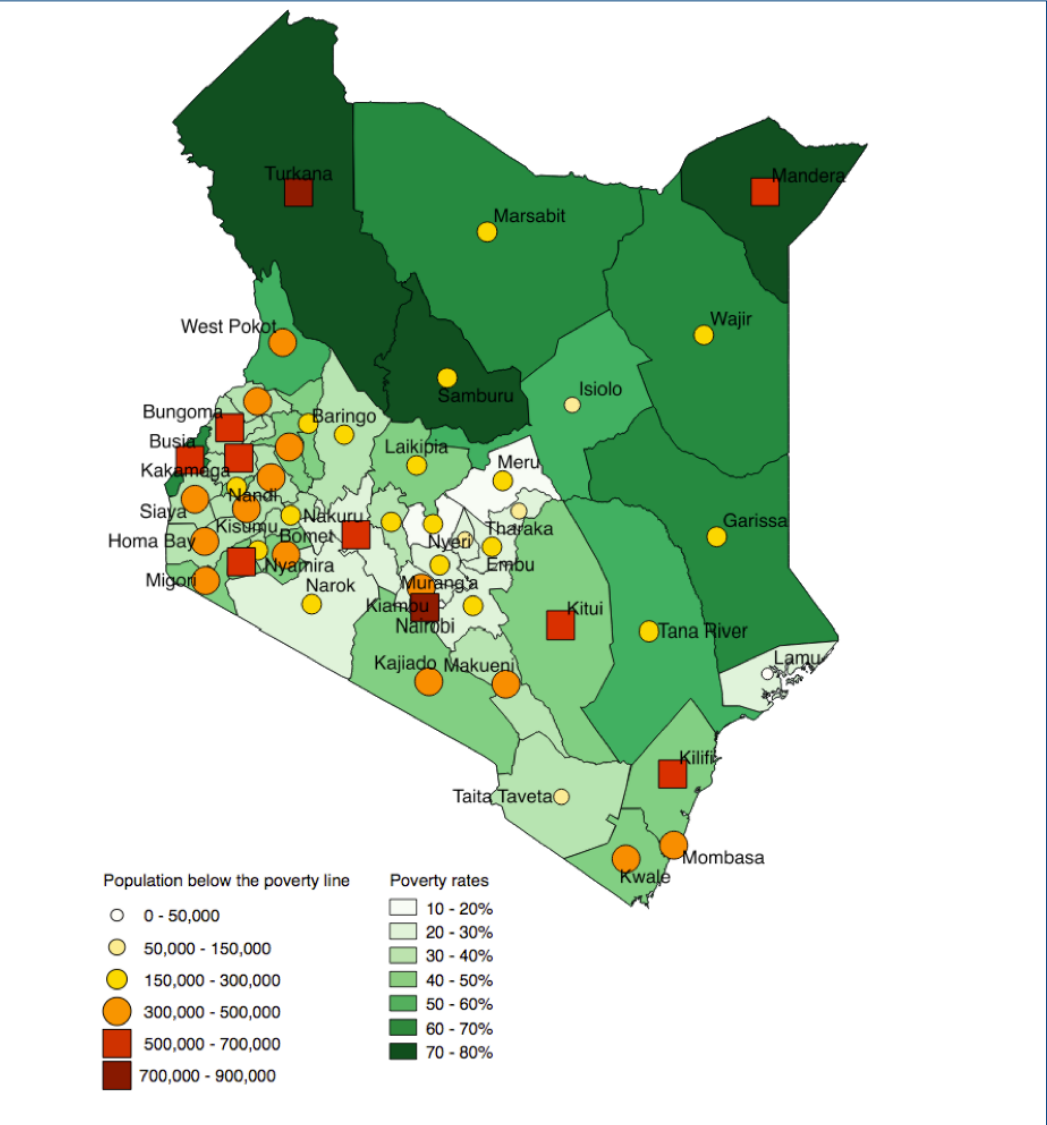 Turkana
Mandera
Marsabit
Wajir
West Pokot
Isiolo
Samburu
Bungoma
Baringo
Busia
Laikipia
Meru
Kakamega
Nandi
Siaya
Nakuru
Kisumu
Tharaka
Garissa
Homa Bay
Bomet
Nyeri
Nyamira
Embu
Migori
Narok
Murang'a
Kiambu
Kitui
Nairobi
Tana River
Lamu
Kajiado
Makueni
Kilifi
Taita Taveta
Mombasa
Kwale
Population below the poverty line
0 - 50,000
50,000 - 150,000
150,000 - 300,000
300,000 - 500,000
500,000 - 700,000
700,000 - 900,000
Poverty rates
10 - 20%
20 - 30%
30 - 40%
40 - 50%
50 - 60%
60 - 70%
70 - 80%